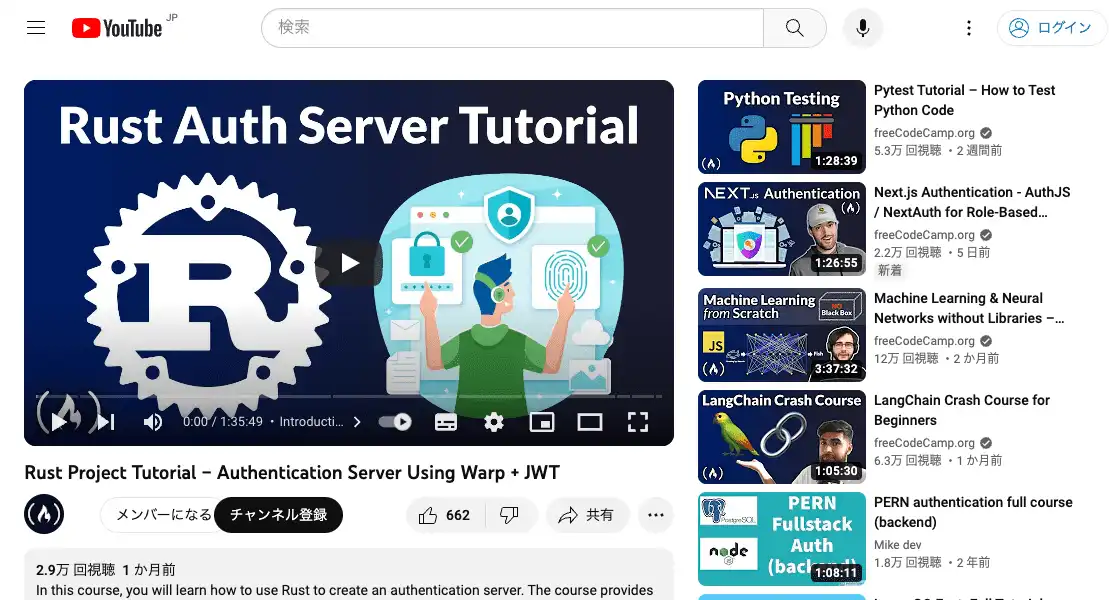 YouTube JP
検索
ログイン
Rust Auth Server Tutorial
R
0:00 / 1:35:49 ・ Introducti...
Rust Project Tutorial – Authentication Server Using Warp + JWT
メンバーになる
チャンネル登録
662
共有
2.9万 回視聴 1 か月前
In this course, you will learn how to use Rust to create an authentication server. The course provides
Python Testing
1:28:39
Pytest Tutorial – How to Test
Python Code
freeCodeCamp.org
5.3万 回視聴 ・2 週間前
NEXT.JS Authentication
1:26:55
Next.js Authentication - AuthJS
/ NextAuth for Role-Based…
freeCodeCamp.org
2.2万 回視聴 ・5 日前
新着
Machine Learning
from Scratch
NO
Black Box
JS
Fish
3:37:32
Machine Learning & Neural
Networks without Libraries –…
freeCodeCamp.org
12万 回視聴 ・2 か月前
LangChain Crash Course
1:05:30
LangChain Crash Course for
Beginners
freeCodeCamp.org
6.3万 回視聴 ・1 か月前
PostgreSQL
node
PERN
Fullstack
Auth
(backend)
1:08:11
PERN authentication full course
(backend)
Mike dev
1.8万 回視聴 ・2 年前